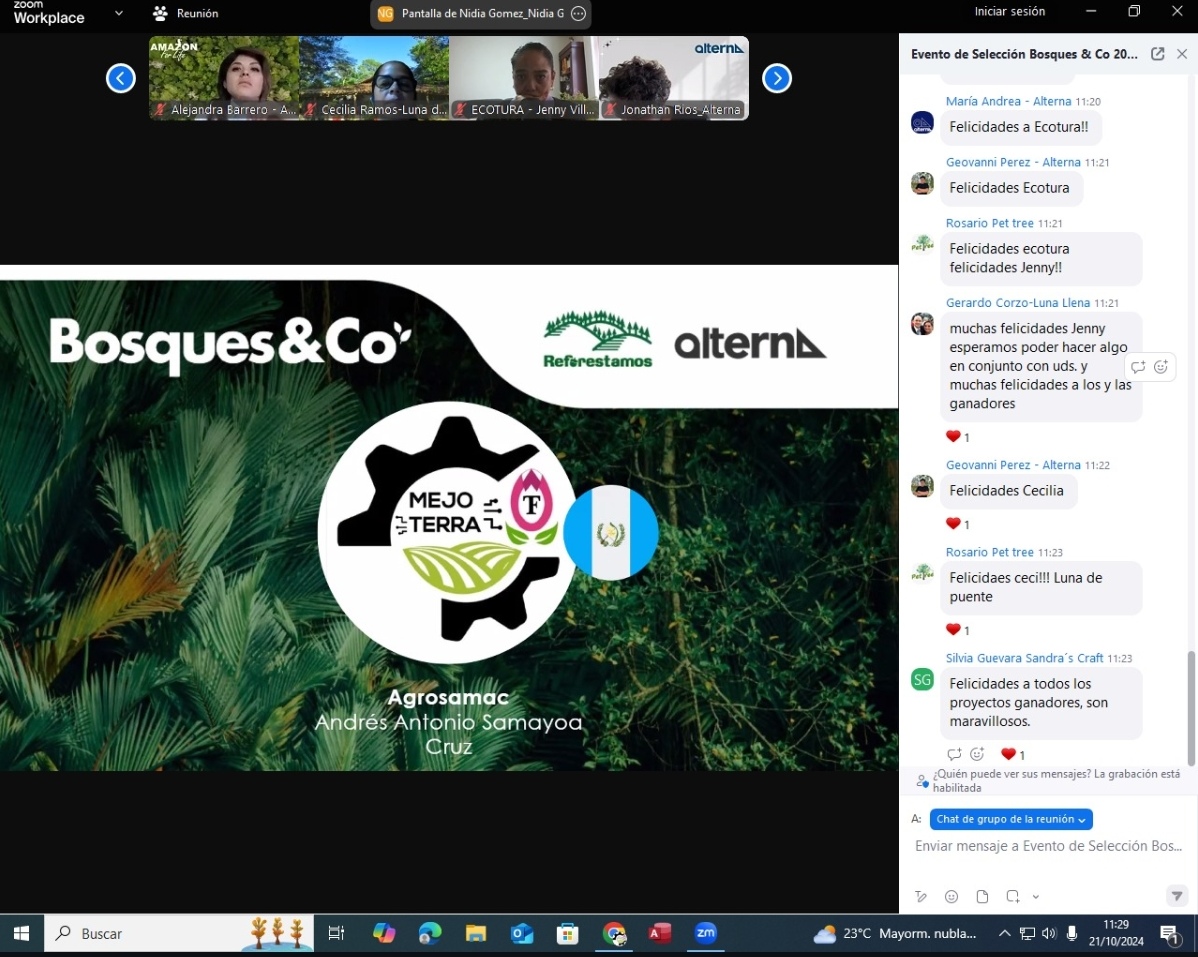 zoom
Workplace
Reunión
NG Pantalla de Nidia Gomez_Nidia G
Iniciar sesión
AMAZON
For Life
Alejandra Barrero - A...
Cecilia Ramos-Luna d...
ECOTURA - Jenny Vill...
alterna
Jonathan Rios_Alterna
Bosques&Co
Reforestamos
alterna
MEJO
TERRA
TF
Agrosamac
Andrés Antonio Samayoa
Cruz
Evento de Selección Bosques & Co 20...
María Andrea - Alterna 11:20
Felicidades a Ecotura!!
Geovanni Perez - Alterna 11:21
Felicidades Ecotura
Rosario Pet tree 11:21
Felicidades ecotura
felicidades Jenny!!
Gerardo Corzo-Luna Llena 11:21
muchas felicidades Jenny
esperamos poder hacer algo
en conjunto con uds. y
muchas felicidades a los y las
ganadores
1
Geovanni Perez - Alterna 11:22
Felicidades Cecilia
1
Rosario Pet tree 11:23
Felicidaes ceci!!! Luna de
puente
1
Silvia Guevara Sandra´s Craft 11:23
SG
Felicidades a todos los
proyectos ganadores, son
maravillosos.
1
¿Quién puede ver sus mensajes? La grabación está
habilitada
A: Chat de grupo de la reunión
Enviar mensaje a Evento de Selección Bos...
Buscar
zm
23°C Mayorm. nubla...
11:29
21/10/2024
1